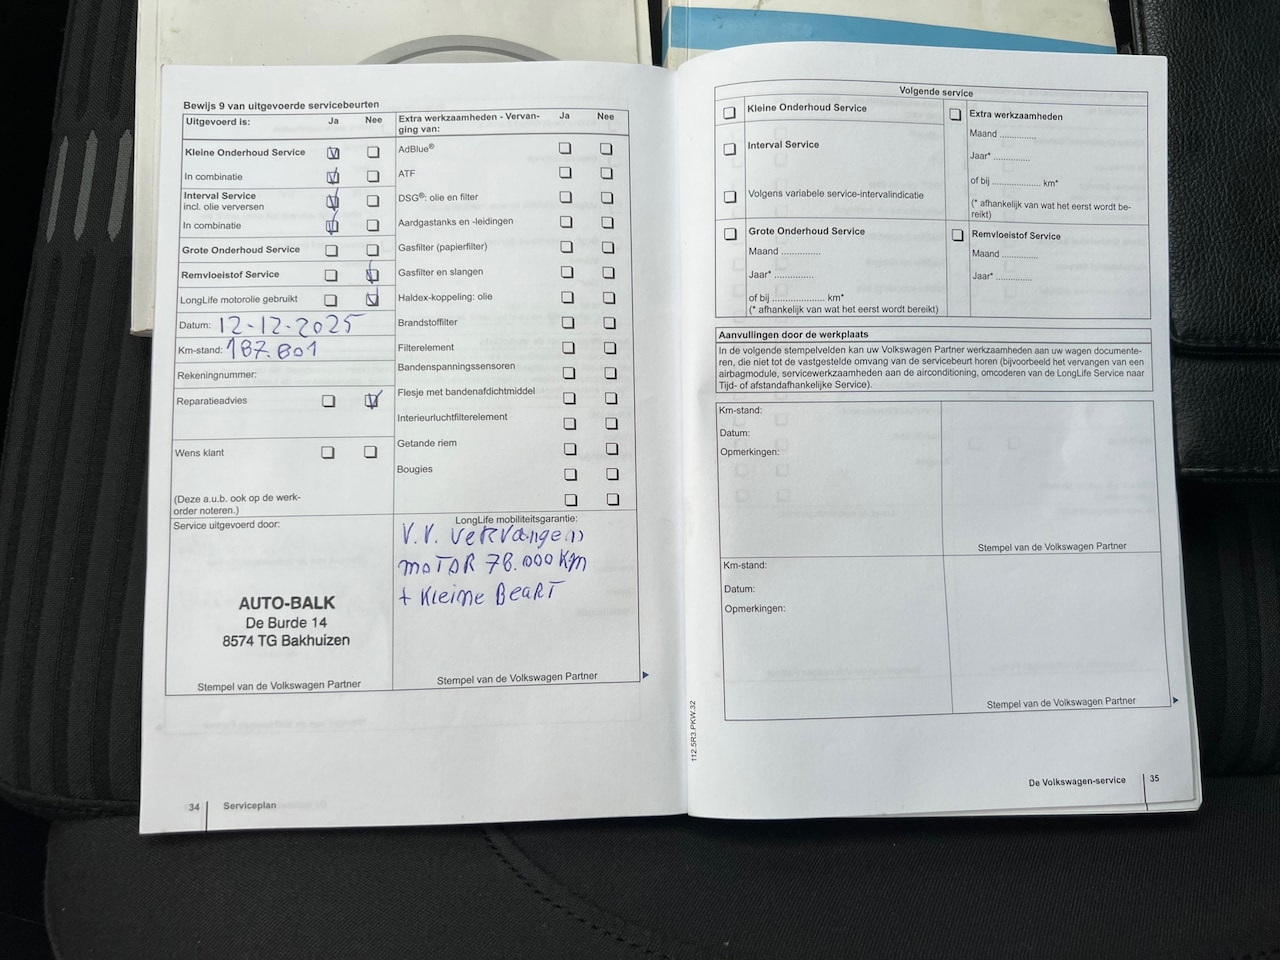 Bewijs 9 van uitgevoerde servicebeurten
Uitgevoerd is: Ja Nee
Kleine Onderhoud Service
In combinatie
Interval Service
incl. olie verversen
In combinatie
Grote Onderhoud Service
Remvloeistof Service
LongLife motorolie gebruikt
Datum: 12-12-2025
Km-stand: 187.801
Rekeningnummer:
Reparatieadvies
Wens klant
(Deze a.u.b. ook op de werk-
order noteren.)
Service uitgevoerd door:
AUTO-BALK
De Burde 14
8574 TG Bakhuizen
Stempel van de Volkswagen Partner
Extra werkzaamheden - Vervan-
ging van: Ja Nee
AdBlue®
ATF
DSG®: olie en filter
Aardgastanks en -leidingen
Gasfilter (papierfilter)
Gasfilter en slangen
Haldex-koppeling: olie
Brandstoffilter
Filterelement
Bandenspanningssensoren
Flesje met bandenafdichtmiddel
Interieurluchtfilterelement
Getande riem
Bougies
LongLife mobiliteitsgarantie:
V.V. vervangen
motor 78.000 km
+ Kleine Beart
Stempel van de Volkswagen Partner
34 Serviceplan
Volgende service
Kleine Onderhoud Service
Interval Service
Volgens variabele service-intervalindicatie
Grote Onderhoud Service
Maand ..............
Jaar* ..............
of bij ................... km*
(* afhankelijk van wat het eerst wordt bereikt)
Extra werkzaamheden
Maand .............
Jaar* .............
of bij ................. km*
(* afhankelijk van wat het eerst wordt be-
reikt)
Remvloeistof Service
Maand .............
Jaar* .............
Aanvullingen door de werkplaats
In de volgende stempelvelden kan uw Volkswagen Partner werkzaamheden aan uw wagen documente-
ren, die niet tot de vastgestelde omvang van de servicebeurt horen (bijvoorbeeld het vervangen van een
airbagmodule, servicewerkzaamheden aan de airconditioning, omcoderen van de LongLife Service naar
Tijd- of afstandafhankelijke Service).
Km-stand:
Datum:
Opmerkingen:
Stempel van de Volkswagen Partner
Km-stand:
Datum:
Opmerkingen:
Stempel van de Volkswagen Partner
112.5R3.PKW.32
De Volkswagen-service 35